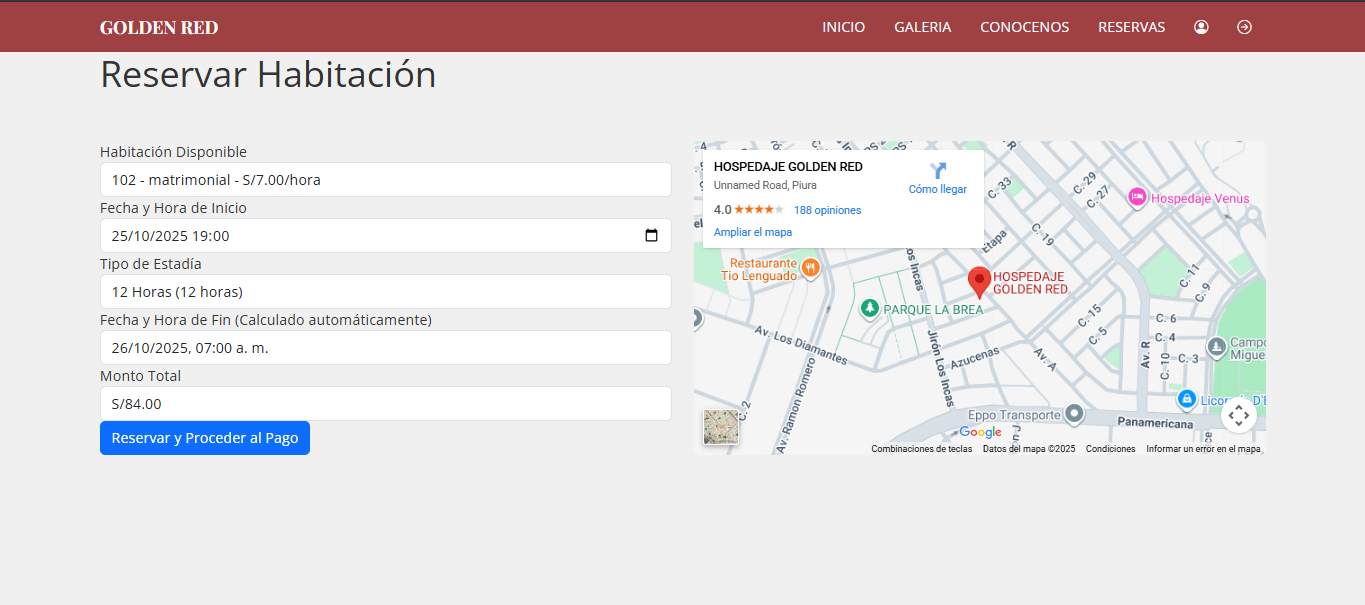 GOLDEN RED
INICIO
GALERIA
CONOCENOS
RESERVAS
Reservar Habitación
Habitación Disponible
102 - matrimonial - S/7.00/hora
Fecha y Hora de Inicio
25/10/2025 19:00
Tipo de Estadía
12 Horas (12 horas)
Fecha y Hora de Fin (Calculado automáticamente)
26/10/2025, 07:00 a. m.
Monto Total
S/84.00
Reservar y Proceder al Pago
HOSPEDAJE GOLDEN RED
Unnamed Road, Piura
4.0
188 opiniones
Ampliar el mapa
Cómo llegar
C. 33
C. 29
C. 27
Hospedaje Venus
C. 19
Etapa
Restaurante
Tio Lenguado
los Incas
HOSPEDAJE
GOLDEN RED
PARQUE LA BREA
C. 11
C. 9
C. 15
C. 5
C. 6
C. 4
C. 3
C. 10
Av. R
Campo
Migue
Av. Los Diamantes
Jirón Los Incas
Azucenas
Av. A
Av. Ramon Romero
C. 2
Eppo Transporte
Panamericana
Google
Combinaciones de teclas
Datos del mapa ©2025
Condiciones
Informar un error en el mapa